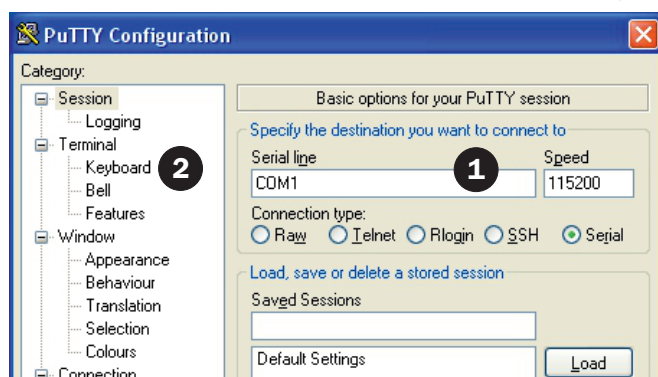 PuTTY Configuration
Category:
Session
Logging
Terminal
Keyboard
Bell
Features
Window
Appearance
Behaviour
Translation
Selection
Colours
Connection
2
Basic options for your PuTTY session
Specify the destination you want to connect to
Serial line Speed
1
COM1 115200
Connection type:
Raw Telnet Rlogin SSH Serial
Load, save or delete a stored session
Saved Sessions
Default Settings
Load